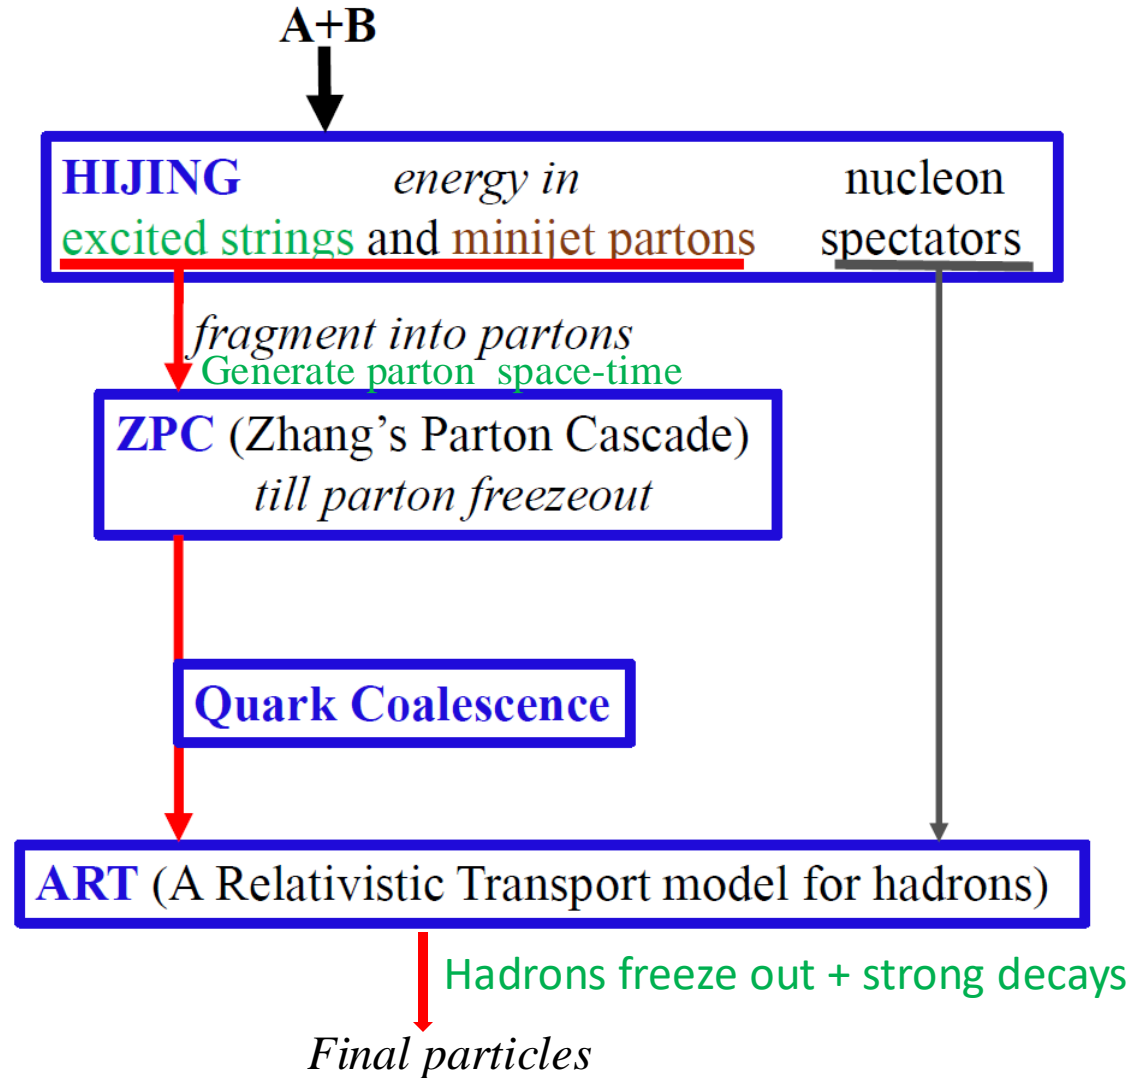 A+B
HIJING energy in nucleon
excited strings and minijet partons spectators
fragment into partons
Generate parton space-time
ZPC (Zhang’s Parton Cascade)
till parton freezeout
Quark Coalescence
ART (A Relativistic Transport model for hadrons)
Hadrons freeze out + strong decays
Final particles